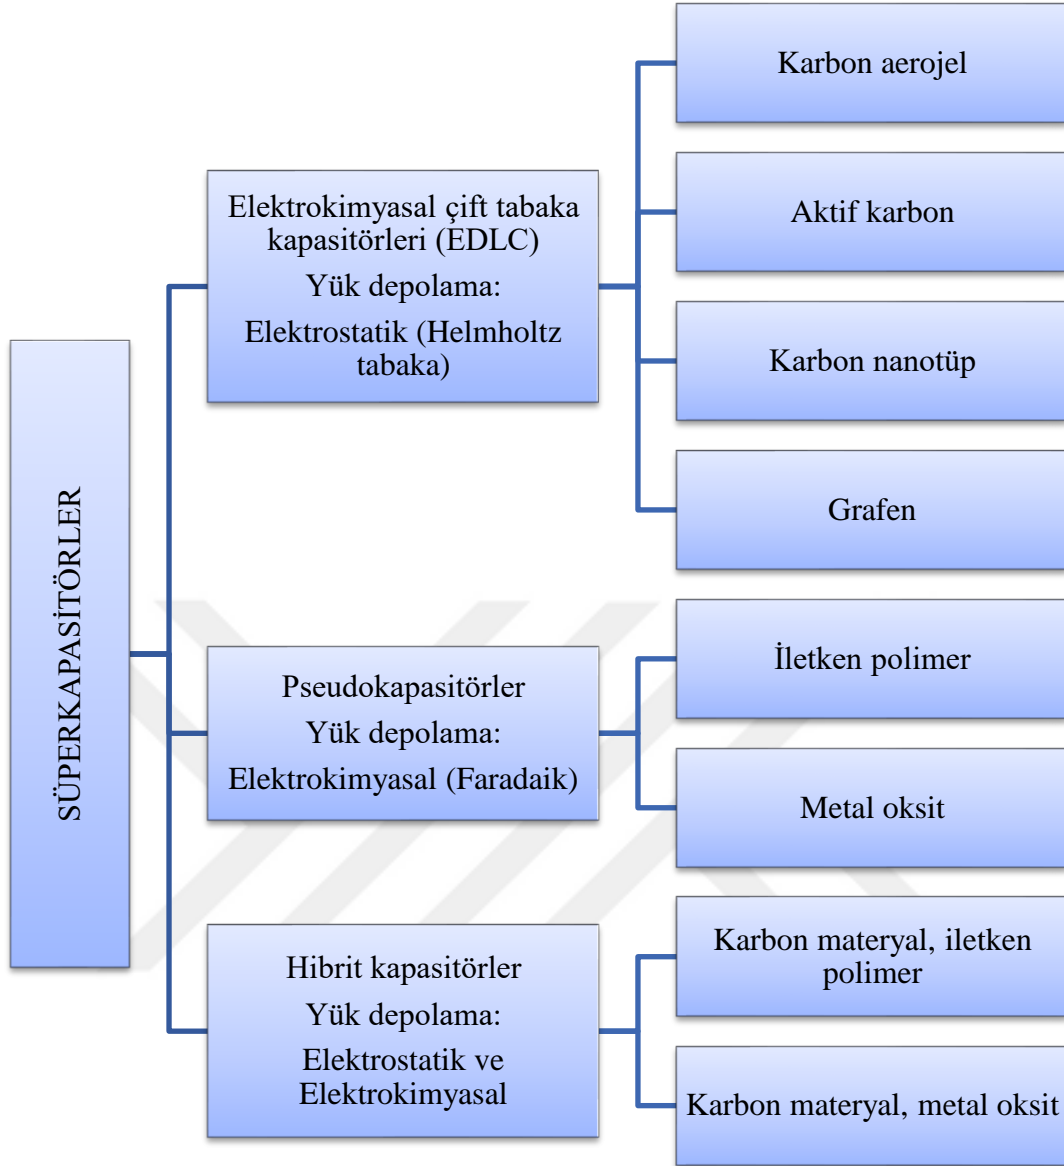 SÜPERKAPASİTÖRLER
Elektrokimyasal çift tabaka
kapasitörleri (EDLC)
Yük depolama:
Elektrostatik (Helmholtz
tabaka)
Karbon aerojel
Aktif karbon
Karbon nanotüp
Grafen
Pseudokapasitörler
Yük depolama:
Elektrokimyasal (Faradaik)
İletken polimer
Metal oksit
Hibrit kapasitörler
Yük depolama:
Elektrostatik ve
Elektrokimyasal
Karbon materyal, iletken
polimer
Karbon materyal, metal oksit